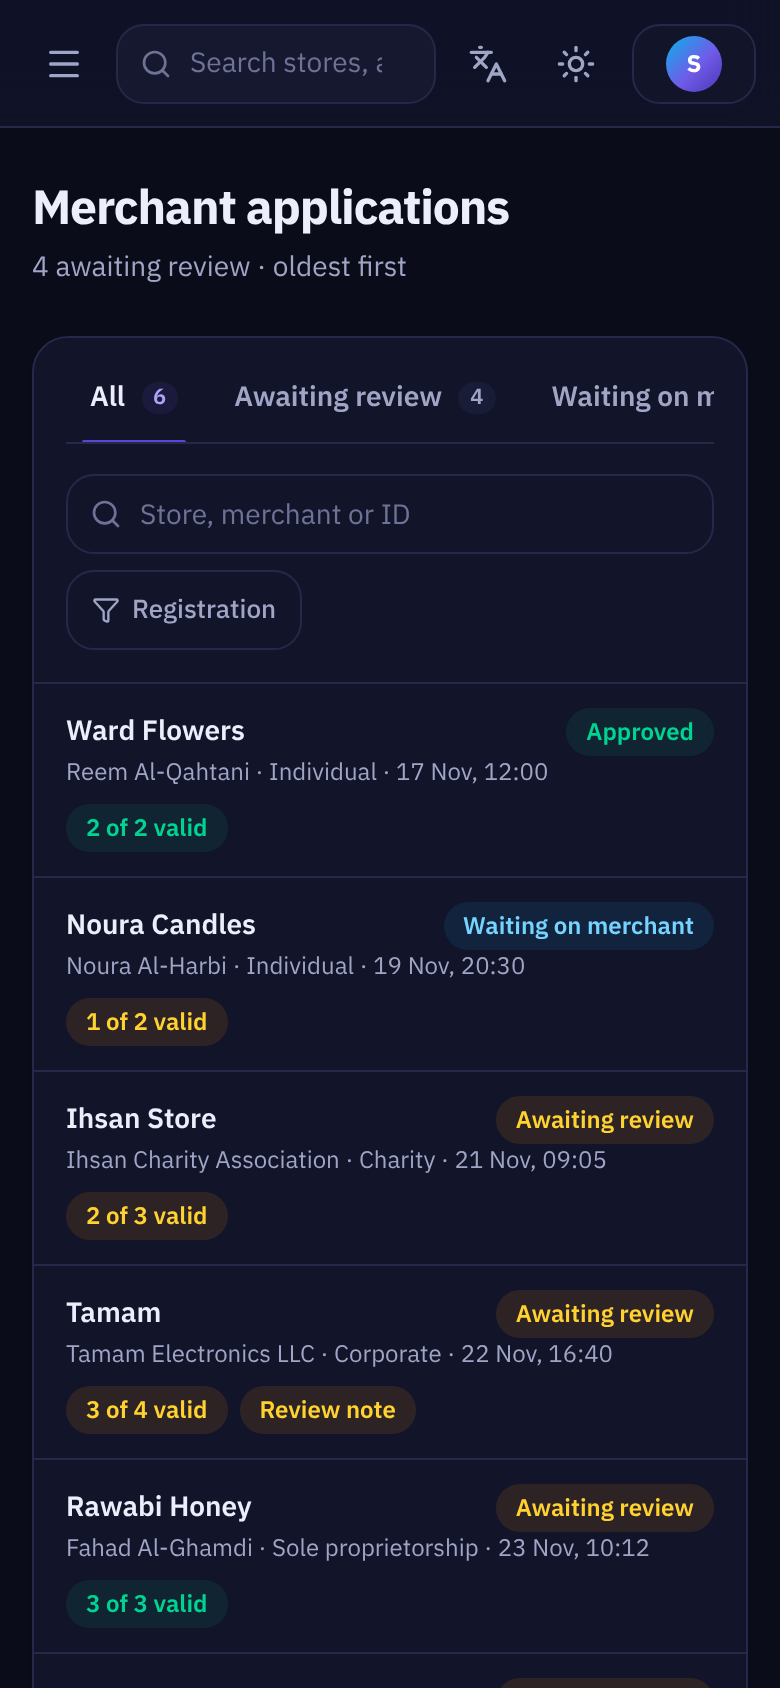 Search stores, a
S
Merchant applications
4 awaiting review · oldest first
All 6 Awaiting review 4 Waiting on m
Store, merchant or ID
Registration
Ward Flowers Approved
Reem Al-Qahtani · Individual · 17 Nov, 12:00
2 of 2 valid
Noura Candles Waiting on merchant
Noura Al-Harbi · Individual · 19 Nov, 20:30
1 of 2 valid
Ihsan Store Awaiting review
Ihsan Charity Association · Charity · 21 Nov, 09:05
2 of 3 valid
Tamam Awaiting review
Tamam Electronics LLC · Corporate · 22 Nov, 16:40
3 of 4 valid Review note
Rawabi Honey Awaiting review
Fahad Al-Ghamdi · Sole proprietorship · 23 Nov, 10:12
3 of 3 valid